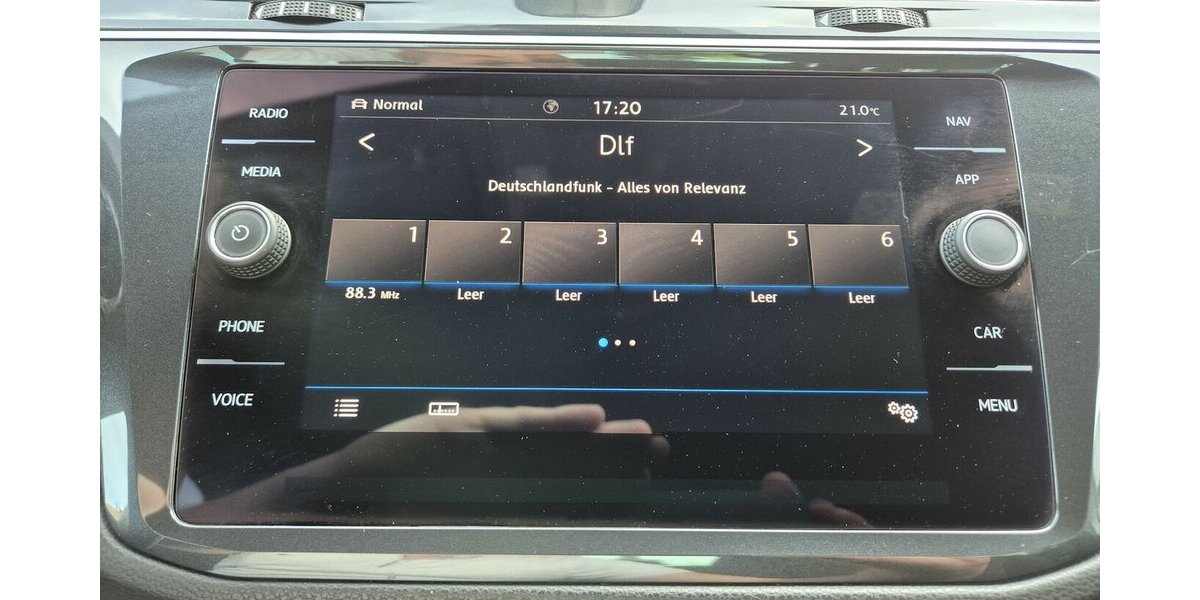 Normal 17:20 21.0°C
RADIO
NAV
< Dlf >
MEDIA
APP
Deutschlandfunk - Alles von Relevanz
1 2 3 4 5 6
88.3 MHz Leer Leer Leer Leer Leer
PHONE
CAR
VOICE
MENU